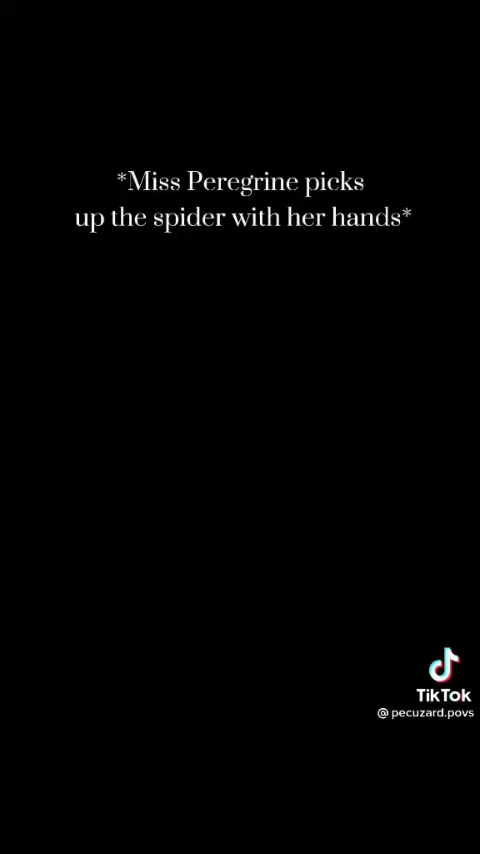 *Miss Peregrine picks
up the spider with her hands*
TikTok
@ pecuzard.povs